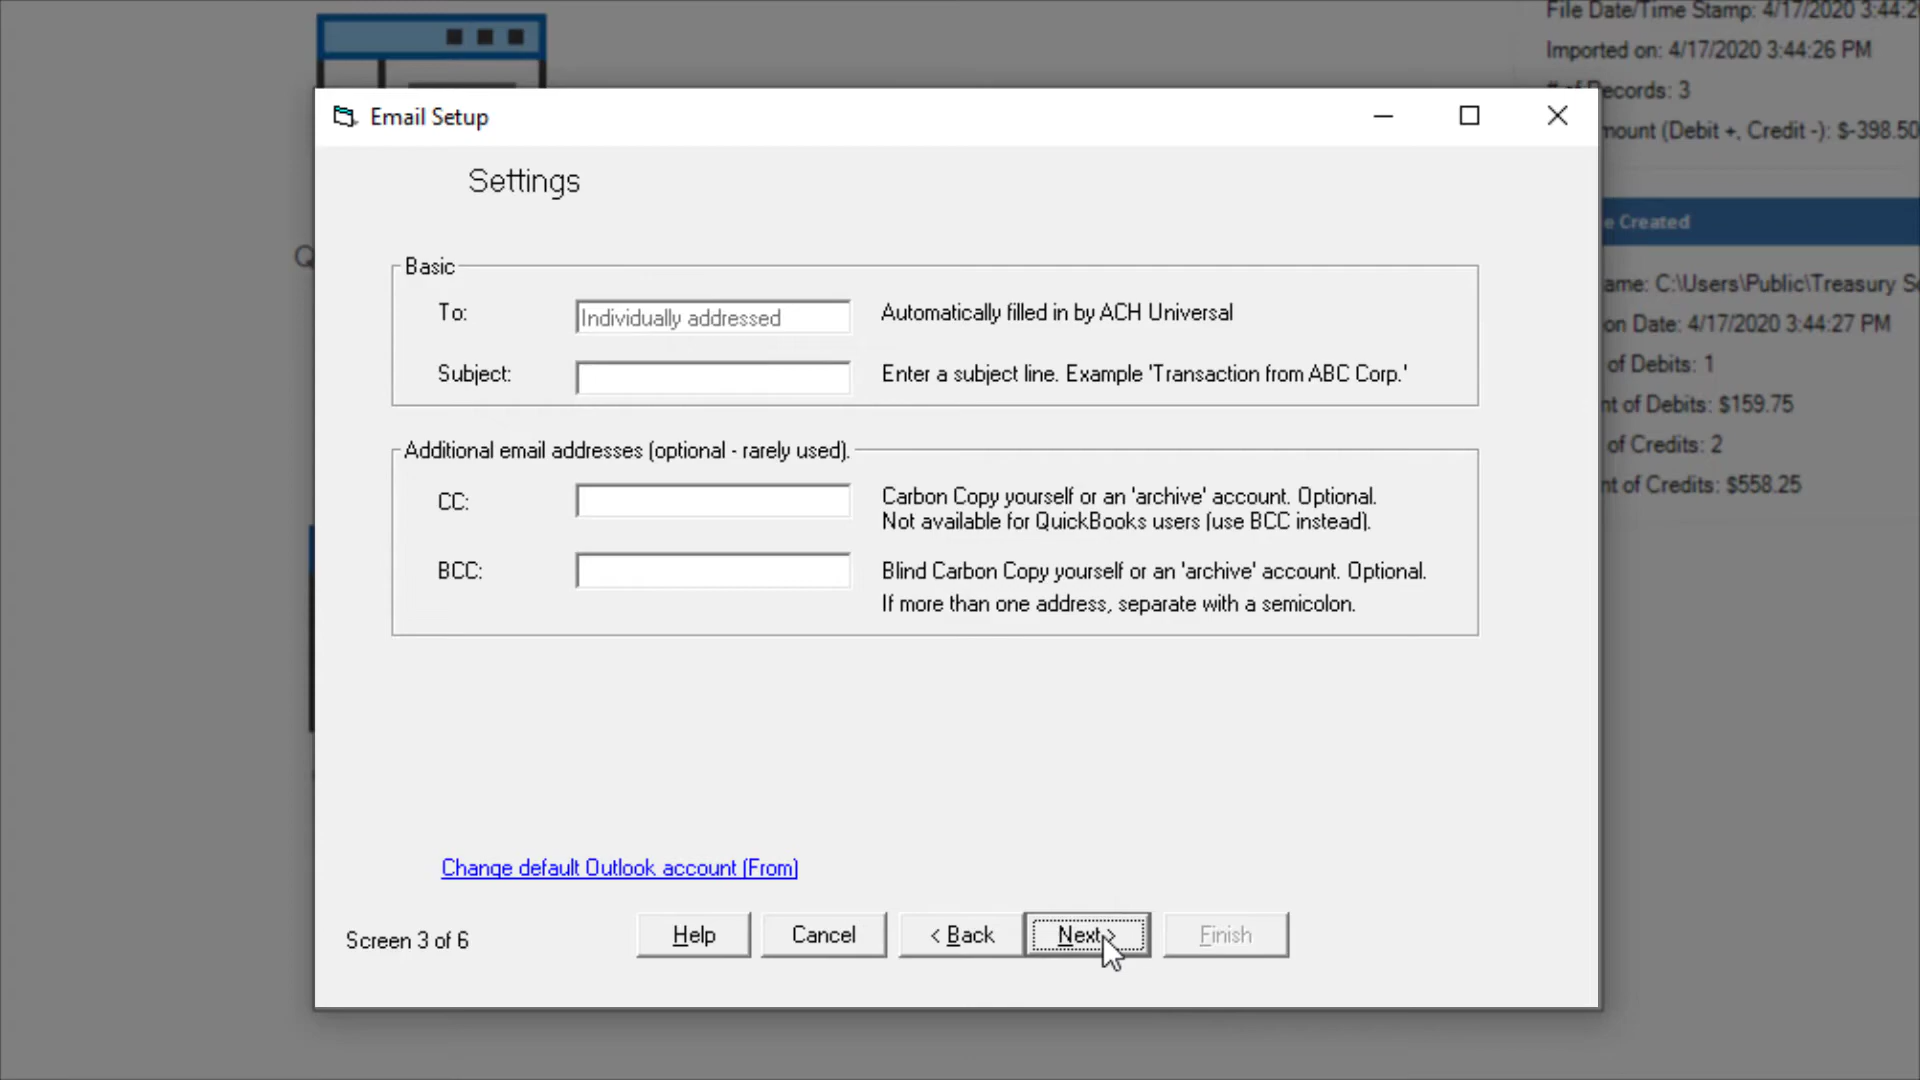 File Date/Time Stamp: 4/17/2020 3:44:2
Imported on: 4/17/2020 3:44:26 PM
Records: 3
mount (Debit +, Credit -): $-398.50
Email Setup
Settings
Basic
To:
Individually addressed
Automatically filled in by ACH Universal
Subject:
Enter a subject line. Example 'Transaction from ABC Corp.'
Additional email addresses (optional - rarely used).
CC:
Carbon Copy yourself or an 'archive' account. Optional.
Not available for QuickBooks users (use BCC instead).
BCC:
Blind Carbon Copy yourself or an 'archive' account. Optional.
If more than one address, separate with a semicolon.
Change default Outlook account (From)
Screen 3 of 6
Help
Cancel
< Back
Next >
Finish
Q
e Created
ame: C:\Users\Public\Treasury S
on Date: 4/17/2020 3:44:27 PM
of Debits: 1
nt of Debits: $159.75
of Credits: 2
nt of Credits: $558.25